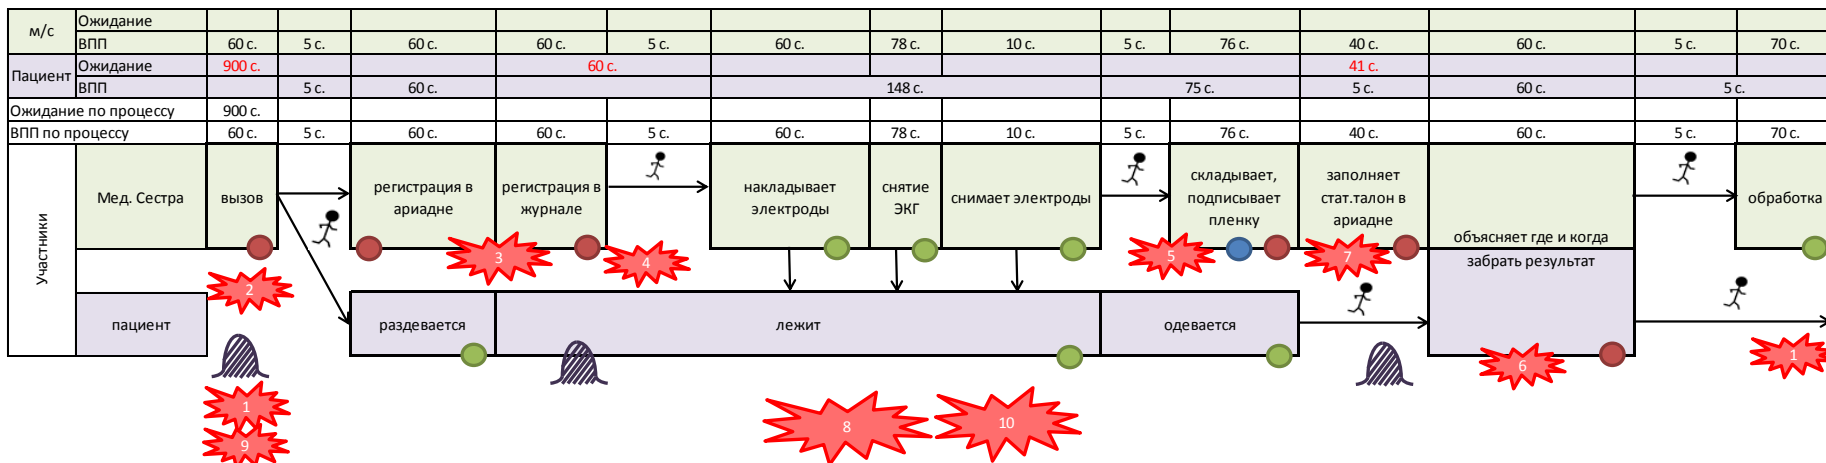 м/с Ожидание
ВПП 60 с. 5 с. 60 с. 60 с. 5 с. 60 с. 78 с. 10 с. 5 с. 76 с. 40 с. 60 с. 5 с. 70 с.
Пациент Ожидание 900 с. 60 с. 41 с.
ВПП 5 с. 60 с. 148 с. 75 с. 5 с. 60 с. 5 с.
Ожидание по процессу 900 с.
ВПП по процессу 60 с. 5 с. 60 с. 60 с. 5 с. 60 с. 78 с. 10 с. 5 с. 76 с. 40 с. 60 с. 5 с. 70 с.
Участники
Мед. Сестра
вызов
регистрация в
ариадне
регистрация в
журнале
накладывает
электроды
снятие
ЭКГ
снимает электроды
складывает,
подписывает
пленку
заполняет
стат.талон в
ариадне
объясняет где и когда
забрать результат
обработка
3
4
5
7
2
пациент
раздевается
лежит
одевается
6
1
1
9
8
10